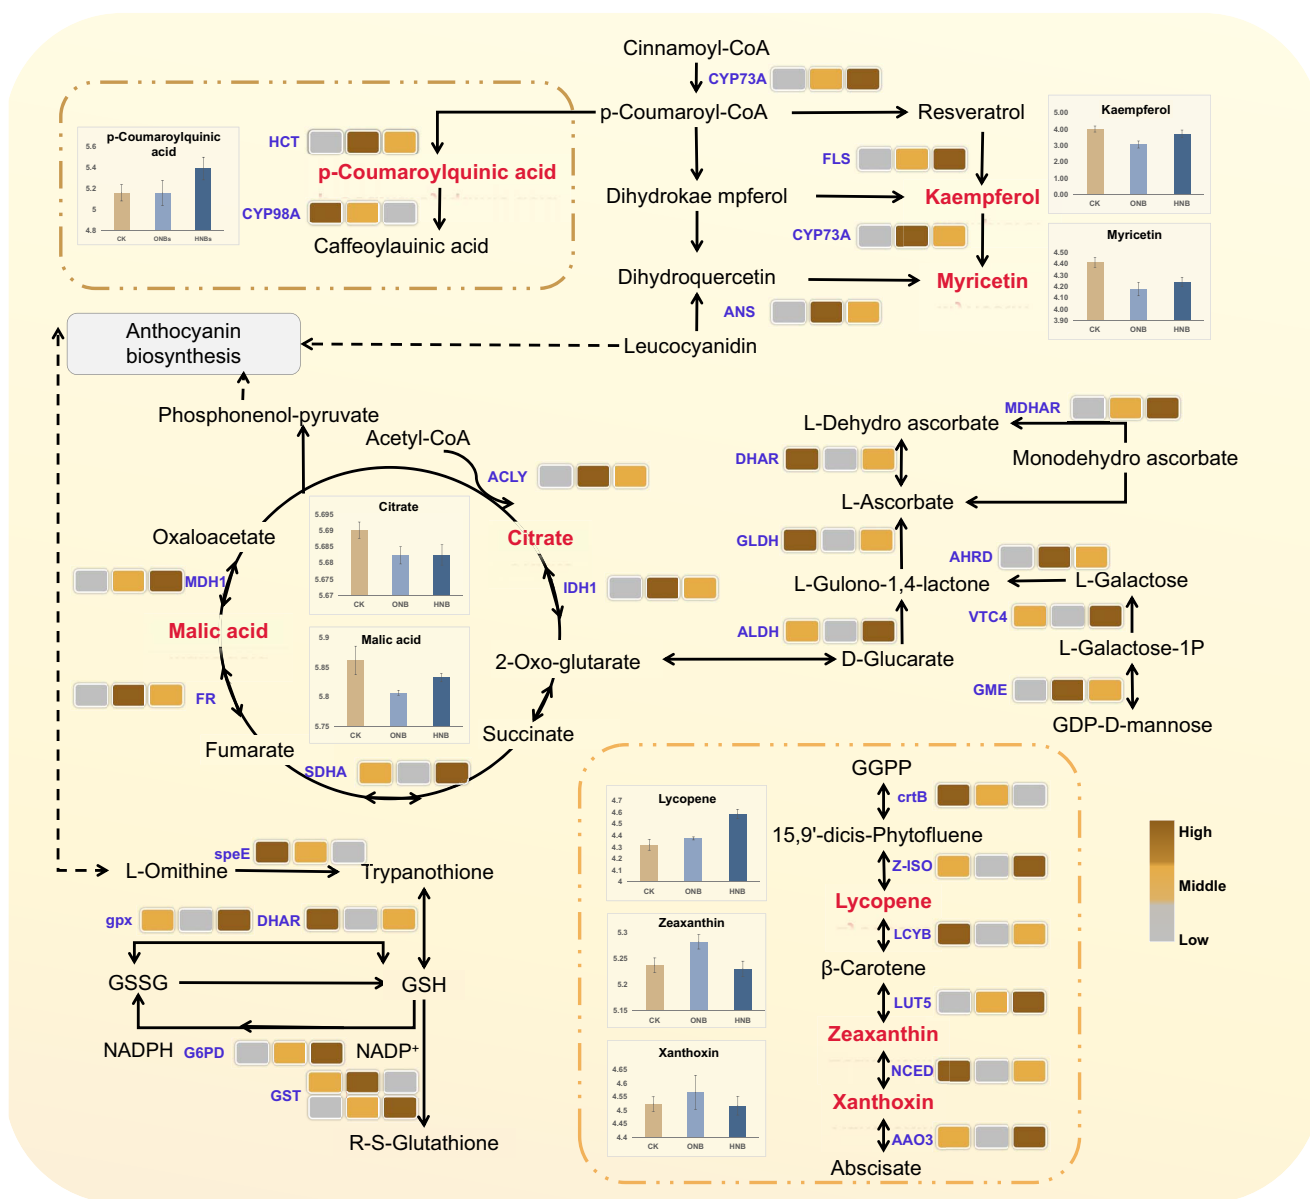 Cinnamoyl-CoA
CYP73A
p-Coumaroyl-CoA
Resveratrol
p-Coumaroylquinic
acid
5.6
5.4
5.2
5
4.8
CK
ONBs
HNBs
HCT
p-Coumaroylquinic acid
CYP98A
Caffeoylauinic acid
FLS
Dihydrokae mpferol
Kaempferol
CYP73A
Dihydroquercetin
Myricetin
ANS
Leucocyanidin
Kaempferol
5.00
4.00
3.00
2.00
1.00
0.00
CK
ONB
HNB
Myricetin
4.50
4.40
4.30
4.20
4.10
4.00
3.90
CK
ONB
HNB
Anthocyanin
biosynthesis
Phosphonenol-pyruvate
Acetyl-CoA
ACLY
Oxaloacetate
Citrate
MDH1
IDH1
Malic acid
2-Oxo-glutarate
FR
Fumarate
Succinate
SDHA
Citrate
5.695
5.69
5.685
5.68
5.675
5.67
CK
ONB
HNB
Malic acid
5.9
5.85
5.8
5.75
CK
ONB
HNB
MDHAR
L-Dehydro ascorbate
DHAR
Monodehydro ascorbate
L-Ascorbate
GLDH
AHRD
L-Gulono-1,4-lactone
L-Galactose
VTC4
ALDH
D-Glucarate
L-Galactose-1P
GME
GDP-D-mannose
speE
L-Omithine
Trypanothione
gpx
DHAR
GSSG
GSH
NADPH
G6PD
NADP+
GST
R-S-Glutathione
Lycopene
4.7
4.6
4.5
4.4
4.3
4.2
4.1
4
CK
ONB
HNB
Zeaxanthin
5.3
5.25
5.2
5.15
CK
ONB
HNB
Xanthoxin
4.65
4.6
4.55
4.5
4.45
4.4
CK
ONB
HNB
GGPP
crtB
15,9'-dicis-Phytofluene
Z-ISO
Lycopene
LCYB
β-Carotene
LUT5
Zeaxanthin
NCED
Xanthoxin
AAO3
Abscisate
High
Middle
Low